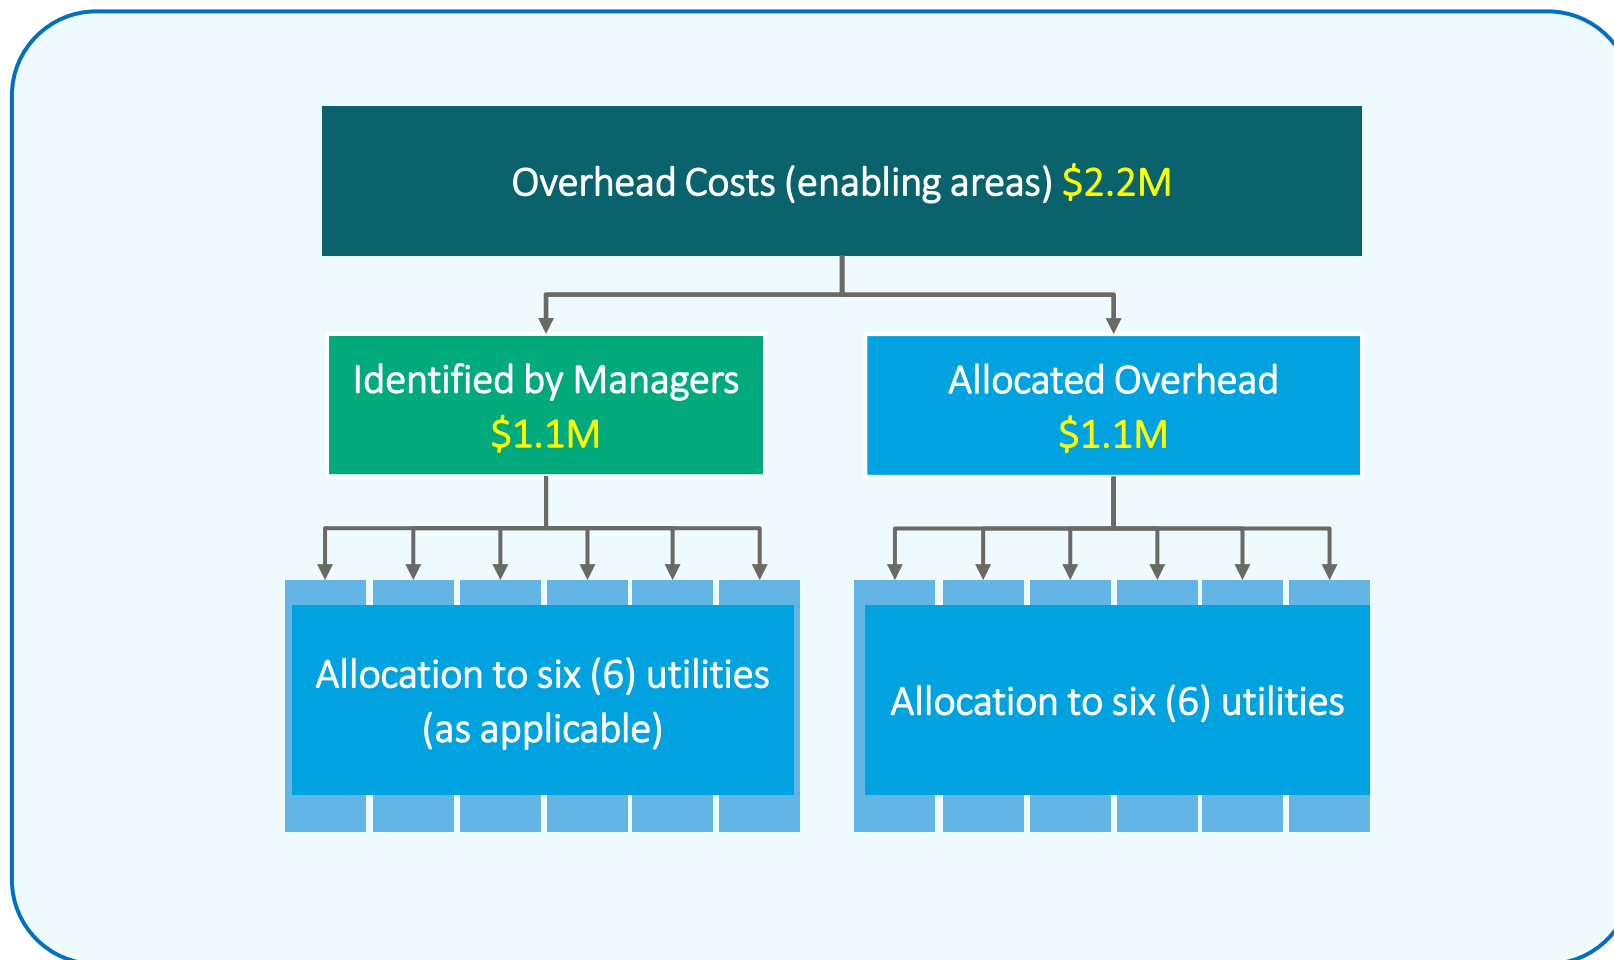 Overhead Costs (enabling areas) $2.2M
Identified by Managers
$1.1M
Allocated Overhead
$1.1M
Allocation to six (6) utilities
(as applicable)
Allocation to six (6) utilities